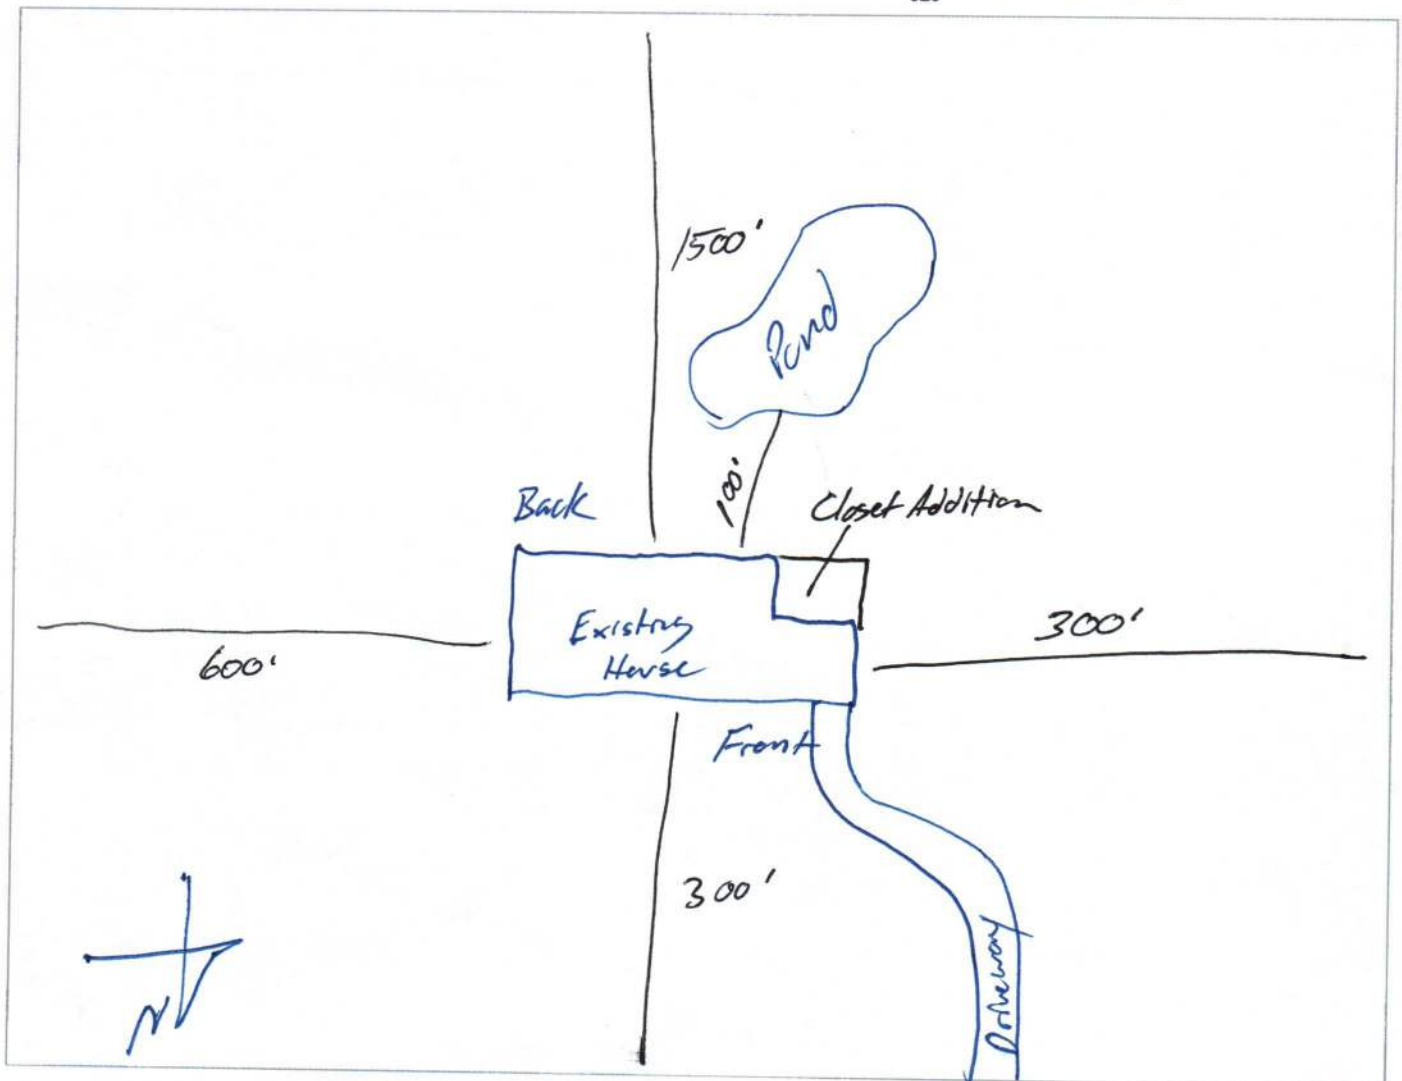 1500'
Pond
100'
Back
Closet Addition
Existing
House
300'
600'
Front
300'
Driveway
N